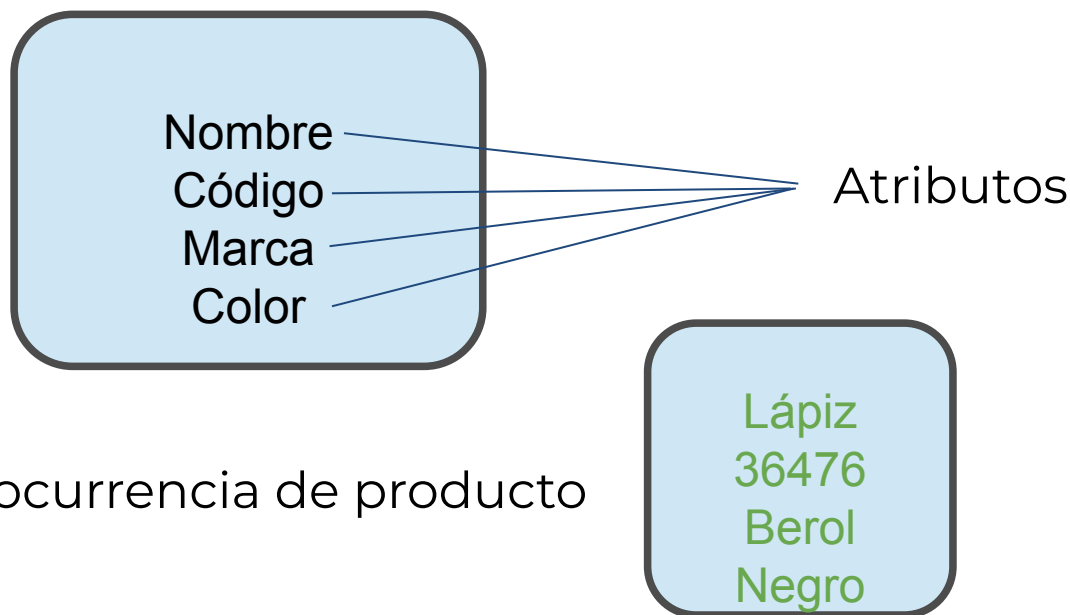 Nombre
Código
Marca
Color
Atributos
ocurrencia de producto
Lápiz
36476
Berol
Negro